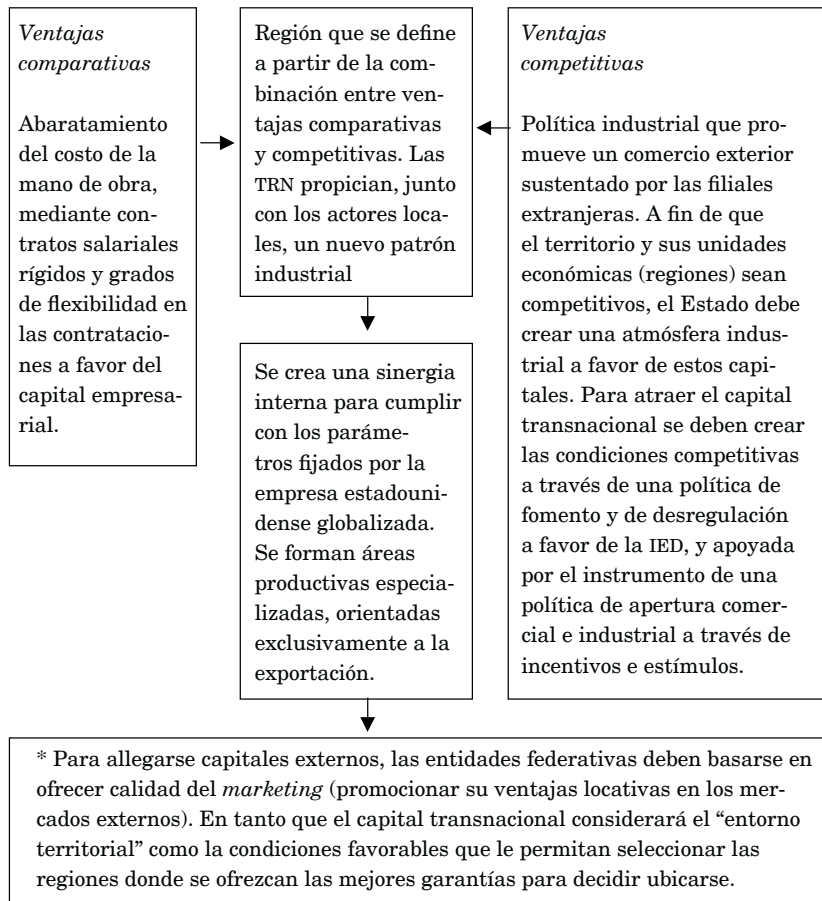 Ventajas
comparativas
Abaratamiento
del costo de la
mano de obra,
mediante con-
tratos salariales
rígidos y grados
de flexibilidad en
las contratacio-
nes a favor del
capital empresa-
rial.
Región que se define
a partir de la com-
binación entre ven-
tajas comparativas
y competitivas. Las
TRN propician, junto
con los actores loca-
les, un nuevo patrón
industrial
Se crea una sinergia
interna para cumplir
con los páráme-
tros fijados por la
empresa estadouni-
dense globalizada.
Se forman áreas
productivas especia-
lizadas, orientadas
exclusivamente a la
exportación.
Ventajas
competitivas
Política industrial que pro-
mueve un comercio exterior
sustentado por las filiales
extranjeras. A fin de que
el territorio y sus unidades
económicas (regiones) sean
competitivos, el Estado debe
crear una atmósfera indus-
trial a favor de estos capi-
tales. Para atraer el capital
transnacional se deben crear
las condiciones competitivas
a través de una política de
fomento y de desregulación
a favor de la IED, y apoyada
por el instrumento de una
política de apertura comer-
cial e industrial a través de
incentivos e estímulos.
* Para allegarse capitales externos, las entidades federativas deben basarse en
ofrecer calidad del marketing (promocionar su ventajas locativas en los mer-
cados externos). En tanto que el capital transnacional considerará el “entorno
territorial” como la condiciones favorables que le permitan seleccionar las
regiones donde se ofrezcan las mejores garantías para decidir ubicarse.